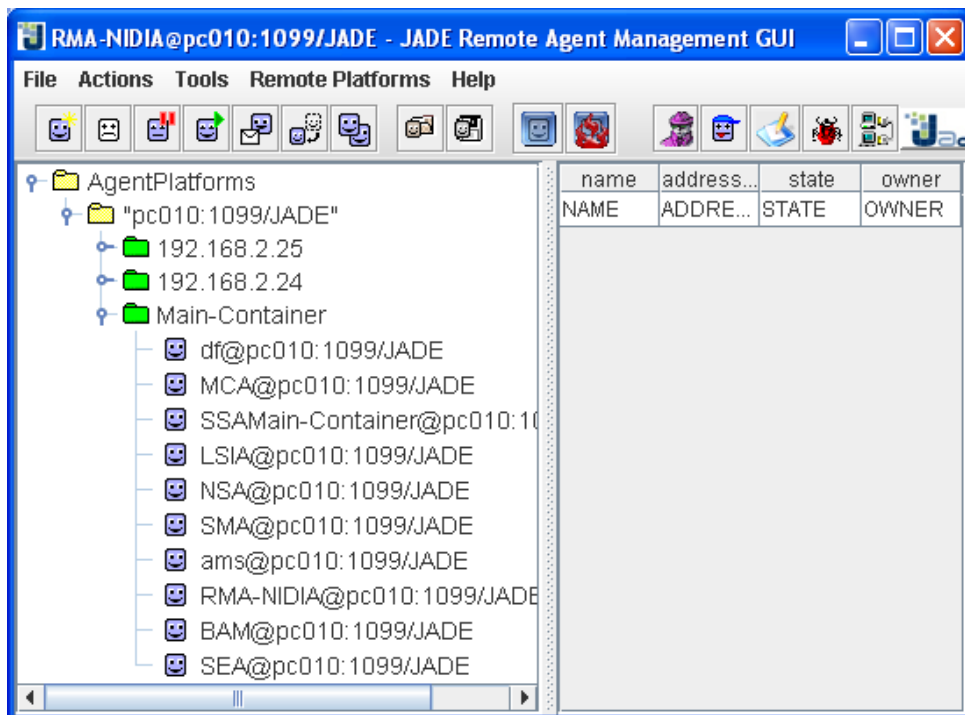 RMA-NIDIA@pc010:1099/JADE - JADE Remote Agent Management GUI
File Actions Tools Remote Platforms Help
AgentPlatforms
"pc010:1099/JADE"
192.168.2.25
192.168.2.24
Main-Container
df@pc010:1099/JADE
MCA@pc010:1099/JADE
SSAMain-Container@pc010:10
LSIA@pc010:1099/JADE
NSA@pc010:1099/JADE
SMA@pc010:1099/JADE
ams@pc010:1099/JADE
RMA-NIDIA@pc010:1099/JADE
BAM@pc010:1099/JADE
SEA@pc010:1099/JADE
name address... state owner
NAME ADDRE... STATE OWNER